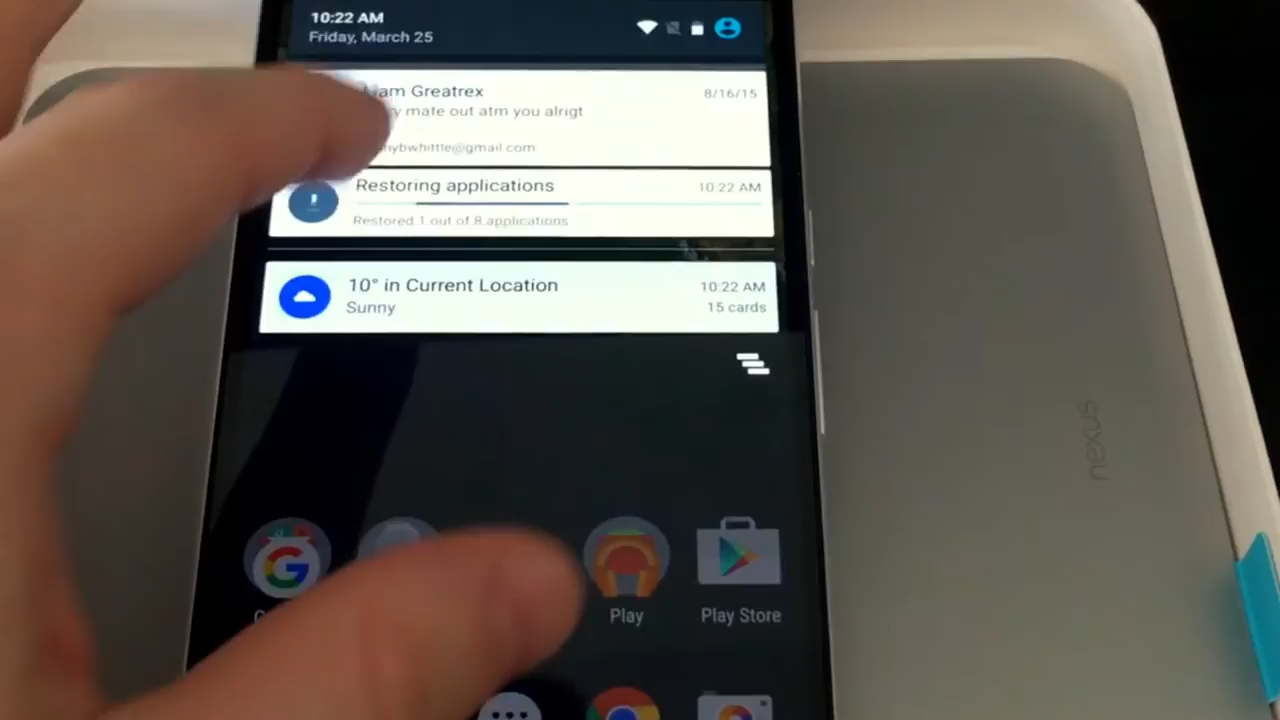 10:22 AM
Friday, March 25
Greatrex
8/16/15
mate out atm you alrigt
Restoring applications
10:22 AM
Restored 1 out of 8 applications
10° in Current Location
10:22 AM
Sunny
15 cards
nexus
G
Play
Play Store